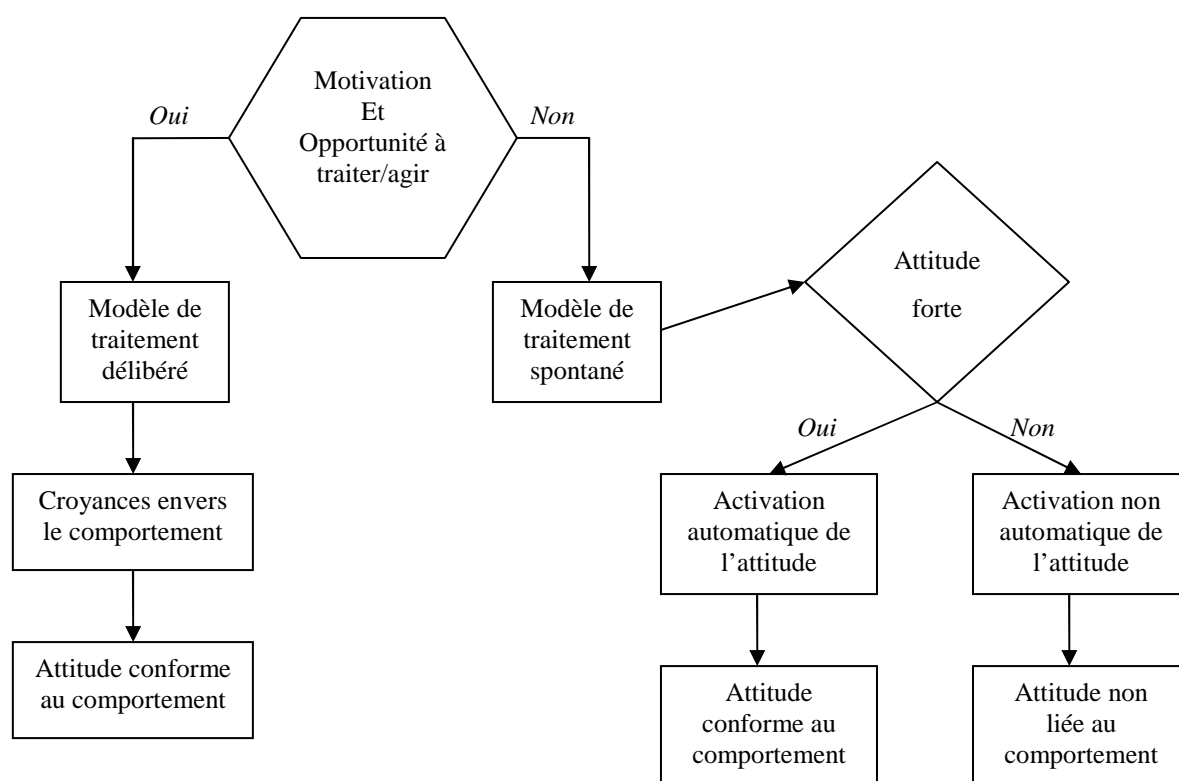 Motivation
Et
Opportunité à
traiter/agir
Oui
Non
Modèle de
traitement
délibéré
Modèle de
traitement
spontané
Attitude
forte
Oui
Non
Croyances envers
le comportement
Activation
automatique de
l’attitude
Activation non
automatique de
l’attitude
Attitude conforme
au comportement
Attitude
conforme au
comportement
Attitude non
liée au
comportement